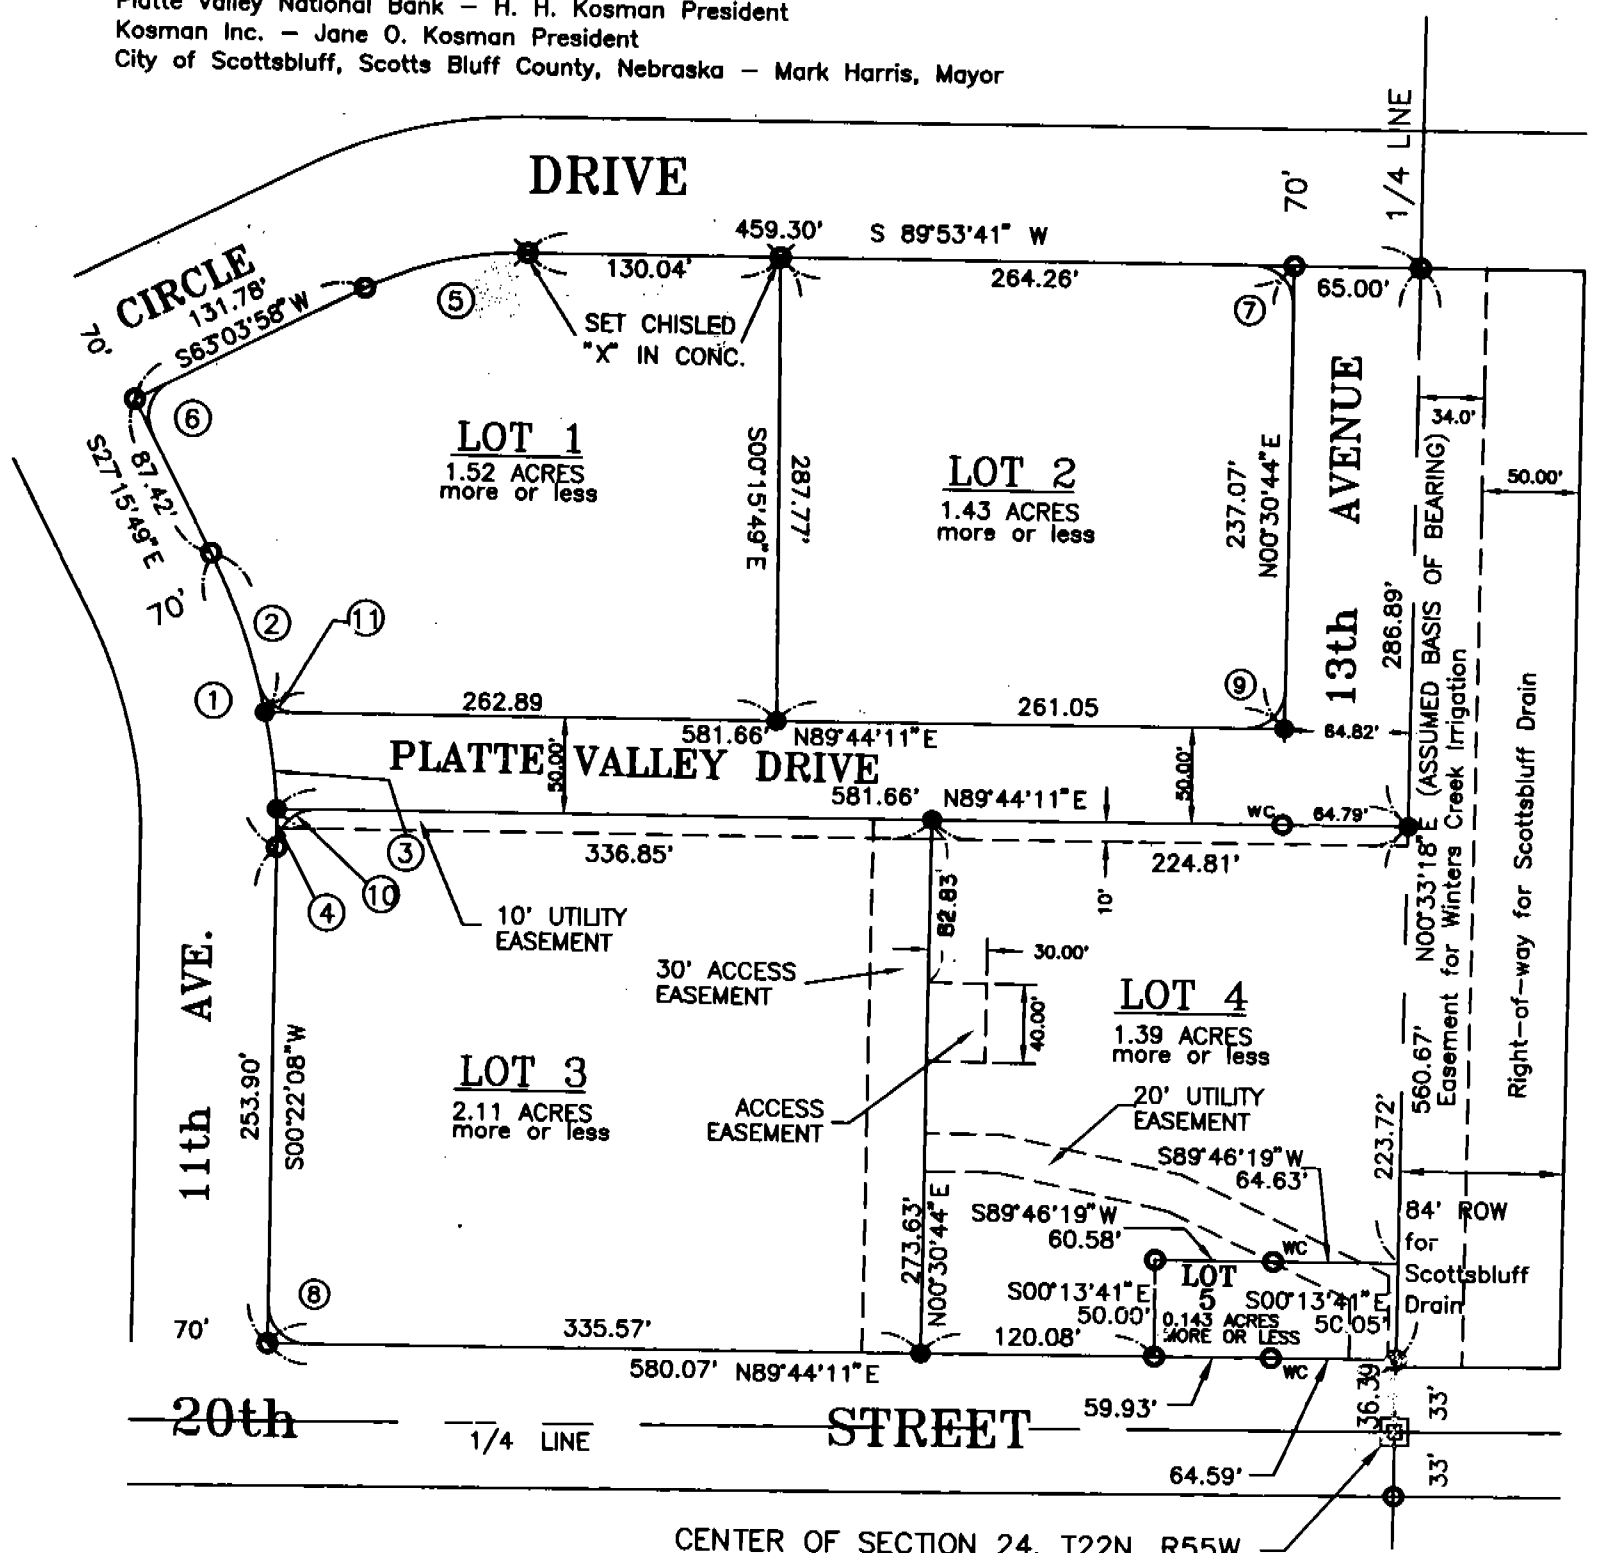 Platte Valley National Bank — H. H. Kosman President
Kosman Inc. — Jane O. Kosman President
City of Scottsbluff, Scotts Bluff County, Nebraska — Mark Harris, Mayor
1/4 LINE
DRIVE
70'
459.30'
S 89°53'41" W
130.04'
264.26'
65.00'
CIRCLE
131.78'
S63°03'58"W
70'
5
7
SET CHISLED
"X" IN CONC.
6
34.0'
50.00'
87.42'
S27°15'49"E
LOT 1
1.52 ACRES
more or less
S00°15'49"E
287.77'
LOT 2
1.43 ACRES
more or less
237.07'
N00°30'44"E
13th AVENUE
286.89'
N00°33'18"E (ASSUMED BASIS OF BEARING)
Easement for Winters Creek Irrigation
Right-of-way for Scottsbluff Drain
70'
2
11
1
9
262.89
261.05
581.66' N89°44'11"E
64.82'
PLATTE VALLEY DRIVE
50.00'
50.00'
581.66' N89°44'11"E
WC
64.79'
336.85'
224.81'
3
10
4
10'
62.83'
10' UTILITY
EASEMENT
30' ACCESS
EASEMENT
30.00'
40.00'
LOT 4
1.39 ACRES
more or less
11th AVE.
253.90'
S00°22'08"W
LOT 3
2.11 ACRES
more or less
ACCESS
EASEMENT
20' UTILITY
EASEMENT
560.67'
223.72'
S89°46'19"W
64.63'
S89°46'19"W
60.58'
84' ROW
for
Scottsbluff
Drain
273.63'
N00°30'44"E
WC
LOT
5
S00°13'41"E
50.00'
S00°13'41"E
50.05'
0.143 ACRES
MORE OR LESS
8
70'
335.57'
120.08'
580.07' N89°44'11"E
WC
59.93'
36.39
33'
20th STREET
1/4 LINE
64.59'
33'
CENTER OF SECTION 24, T22N, R55W